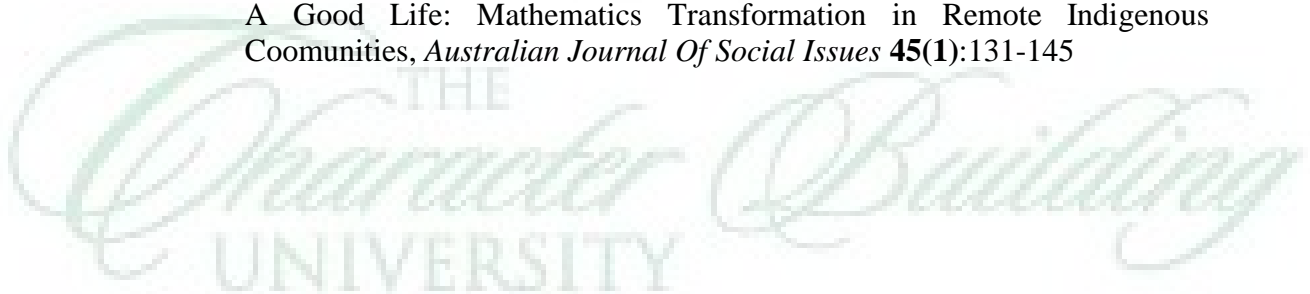 A Good Life: Mathematics Transformation in Remote Indigenous
Coomunities, Australian Journal Of Social Issues 45(1):131-145
THE
Character Building
UNIVERSITY